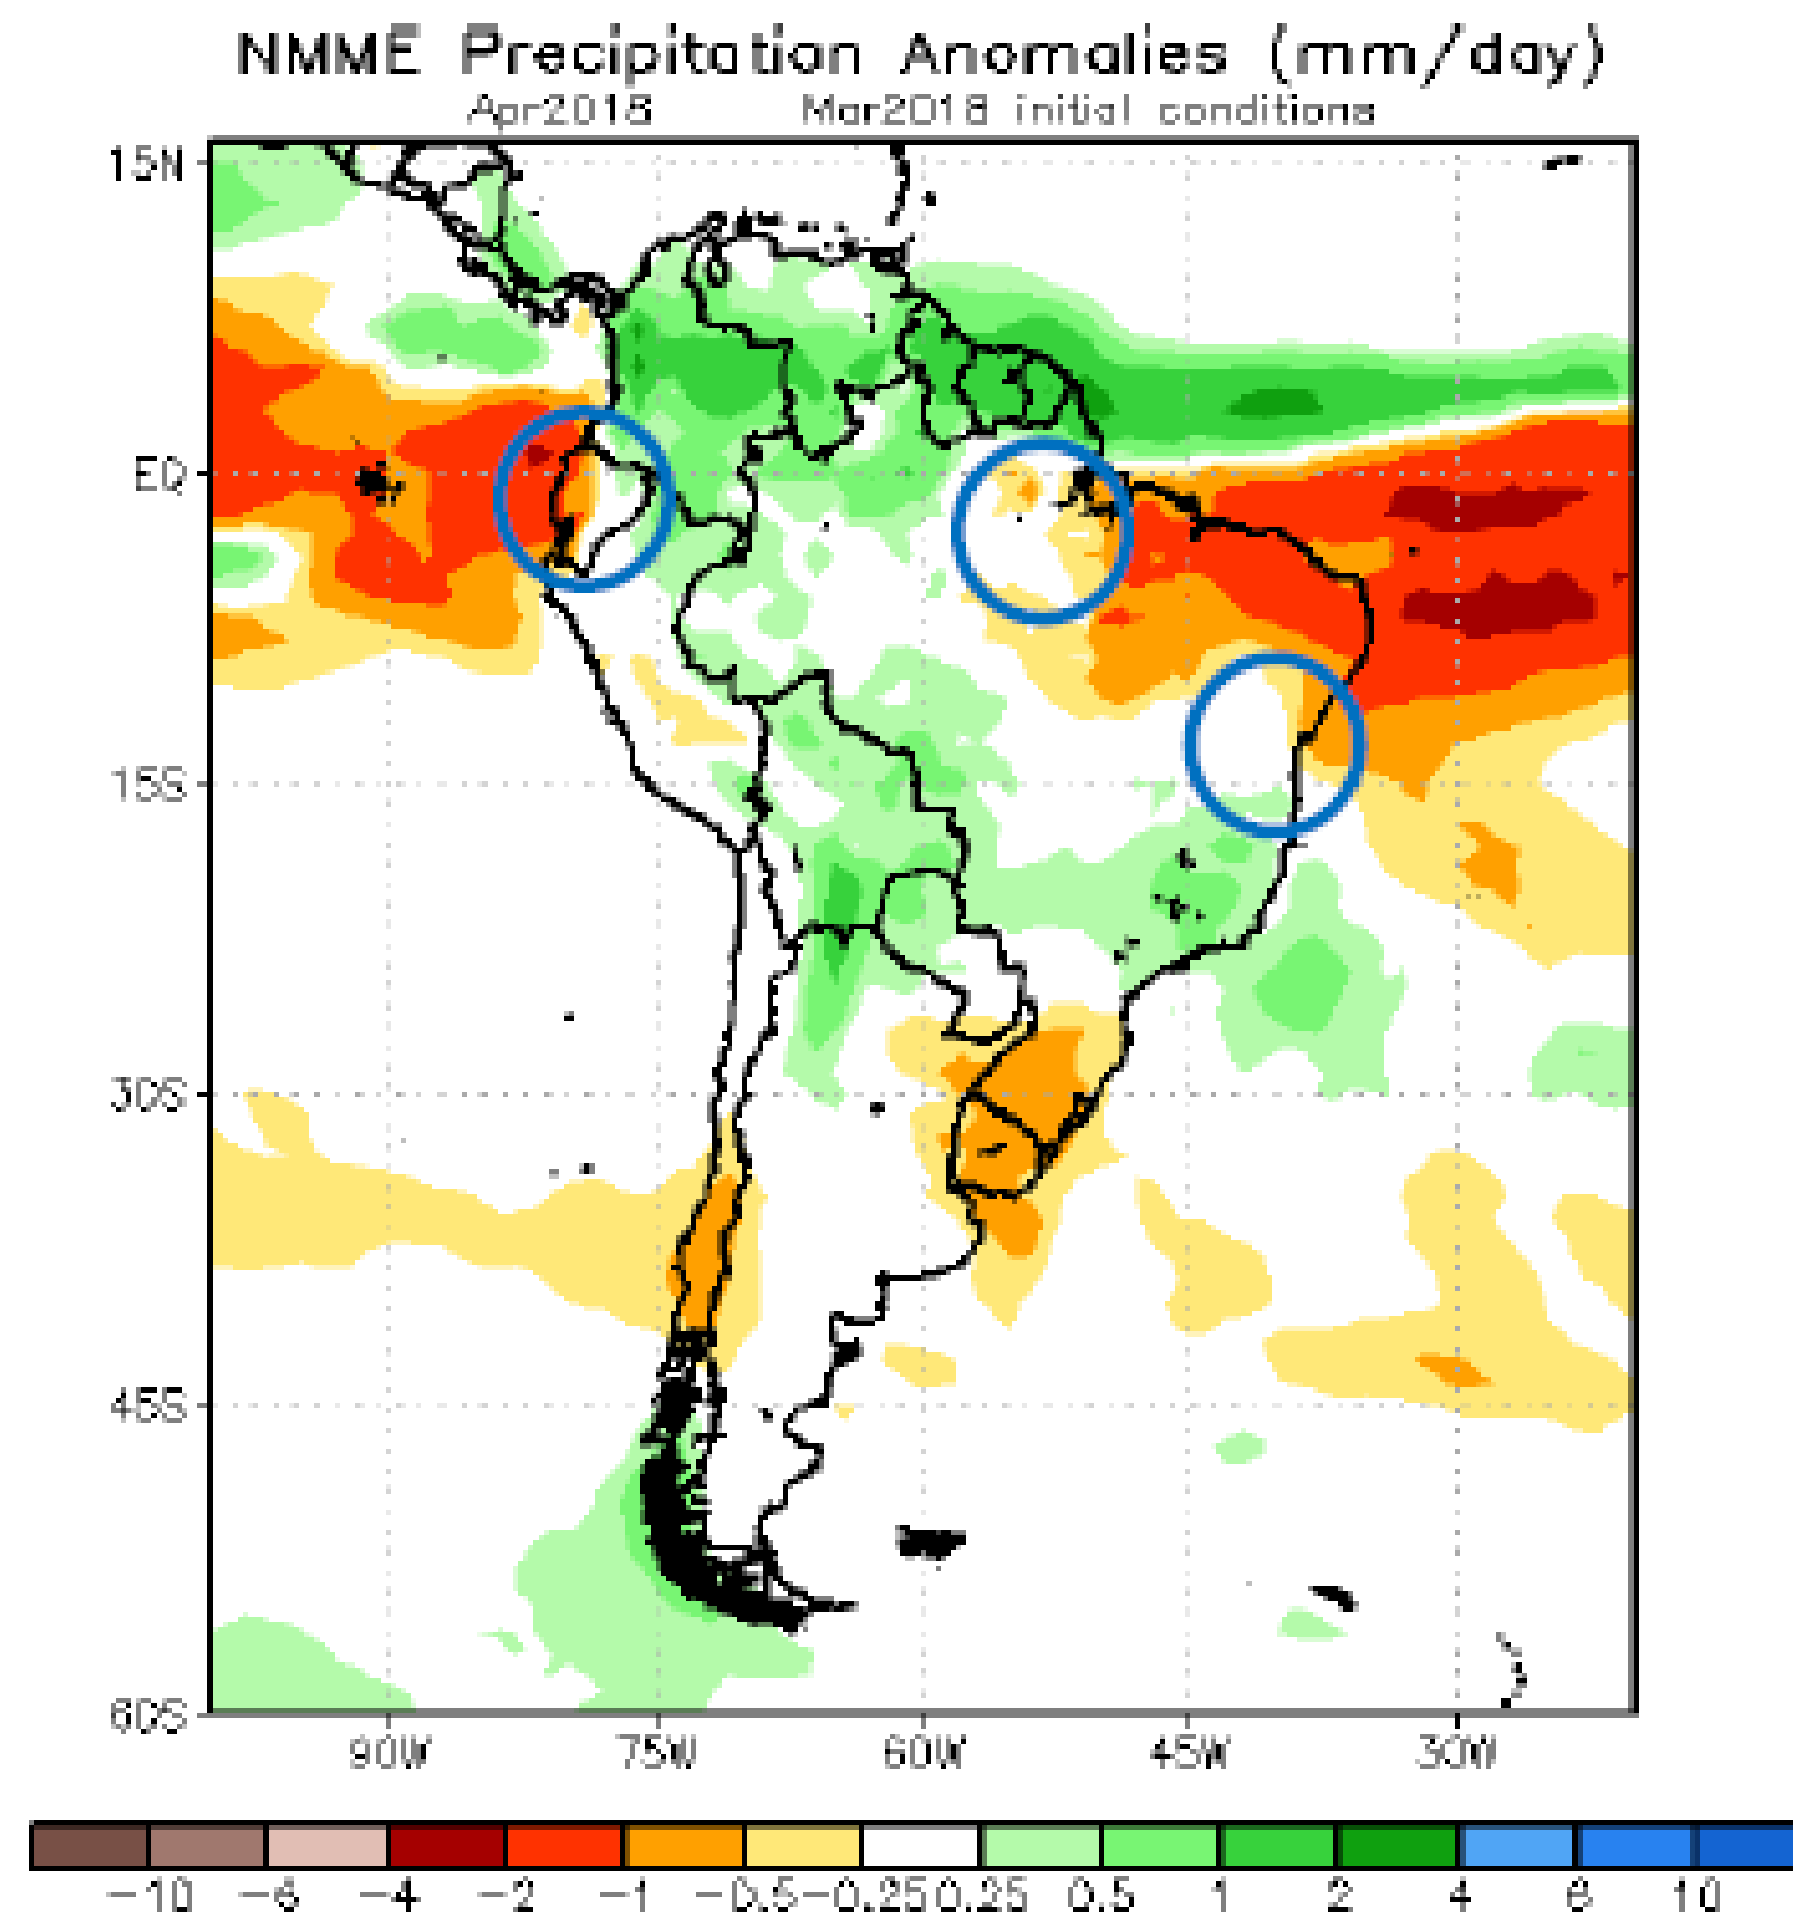 NMME Precipitation Anomalies (mm/day)
Apr2018 Mar2018 initial conditions
15N
EQ
15S
30S
45S
60S
90W 75W 60W 45W 30W
-10 -6 -4 -2 -1 -0.5 -0.25 0.25 0.5 1 2 4 6 10